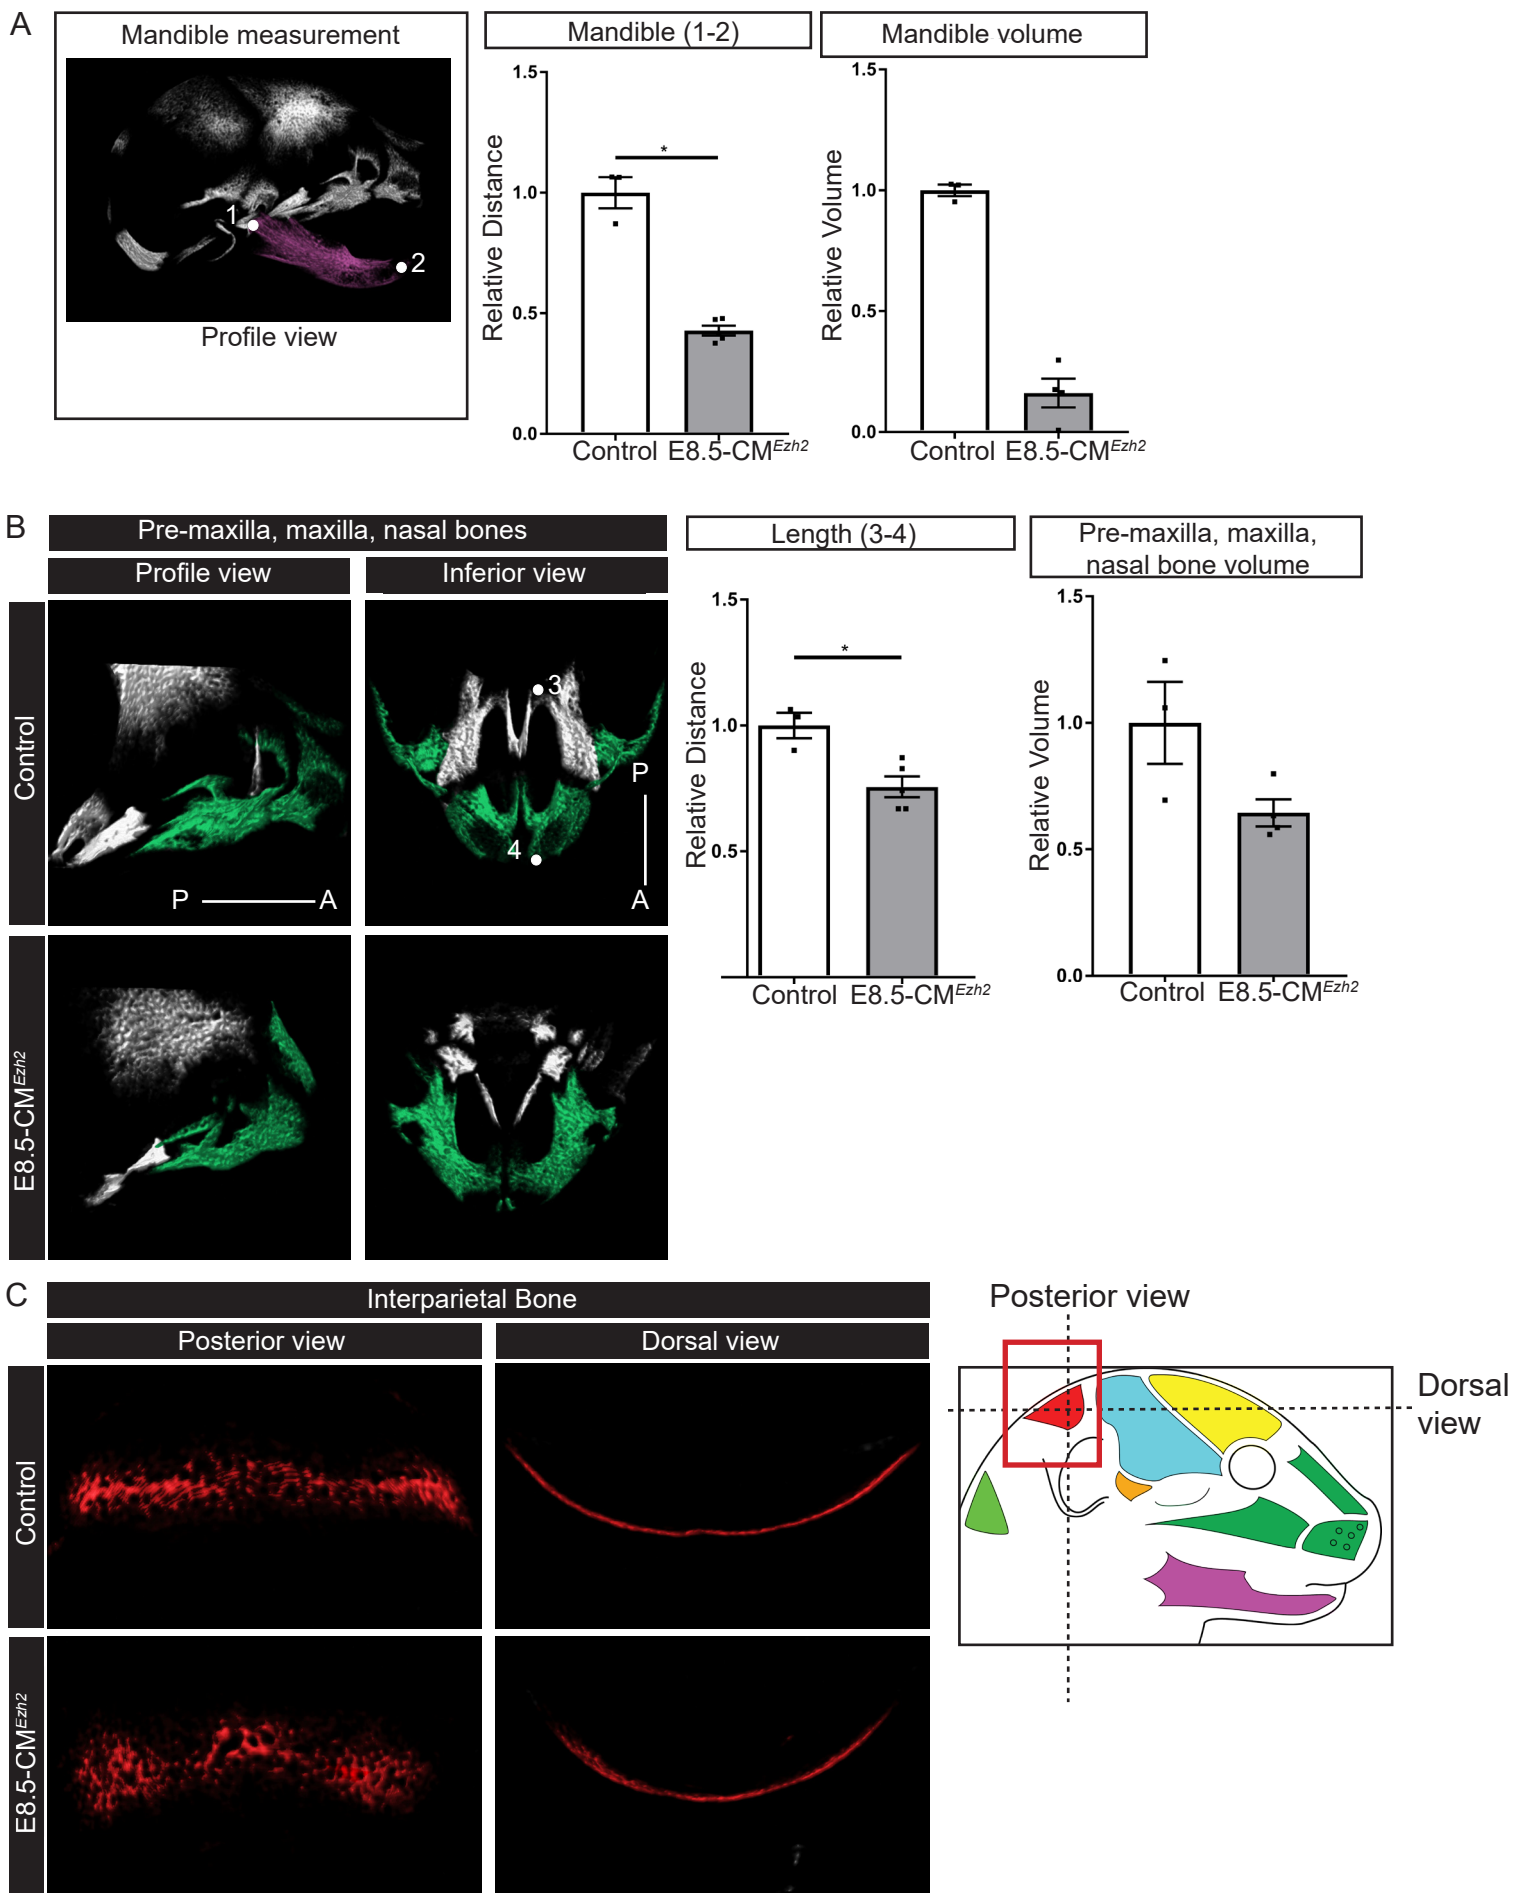 A
Mandible measurement
1
2
Profile view
Mandible (1-2)
Relative Distance
1.5
1.0
0.5
0.0
*
Control E8.5-CMEzh2
Mandible volume
Relative Volume
1.5
1.0
0.5
0.0
Control E8.5-CMEzh2
B
Pre-maxilla, maxilla, nasal bones
Profile view
Inferior view
Control
P
A
3
4
P
A
E8.5-CMEzh2
Length (3-4)
Relative Distance
1.5
1.0
0.5
*
Control E8.5-CMEzh2
Pre-maxilla, maxilla,
nasal bone volume
Relative Volume
1.5
1.0
0.5
0.0
Control E8.5-CMEzh2
C
Interparietal Bone
Posterior view
Dorsal view
Control
E8.5-CMEzh2
Posterior view
Dorsal
view